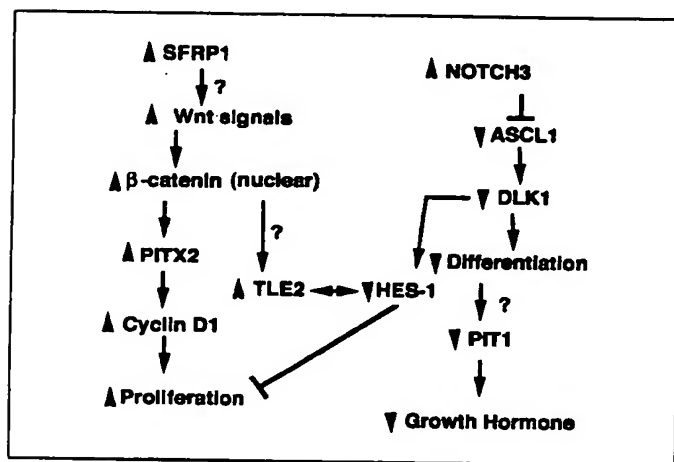 SFRP1
?
Wnt signals
β-catenin (nuclear)
?
PITX2
TLE2
Cyclin D1
Proliferation
NOTCH3
ASCL1
DLK1
Differentiation
HES-1
?
PIT1
Growth Hormone